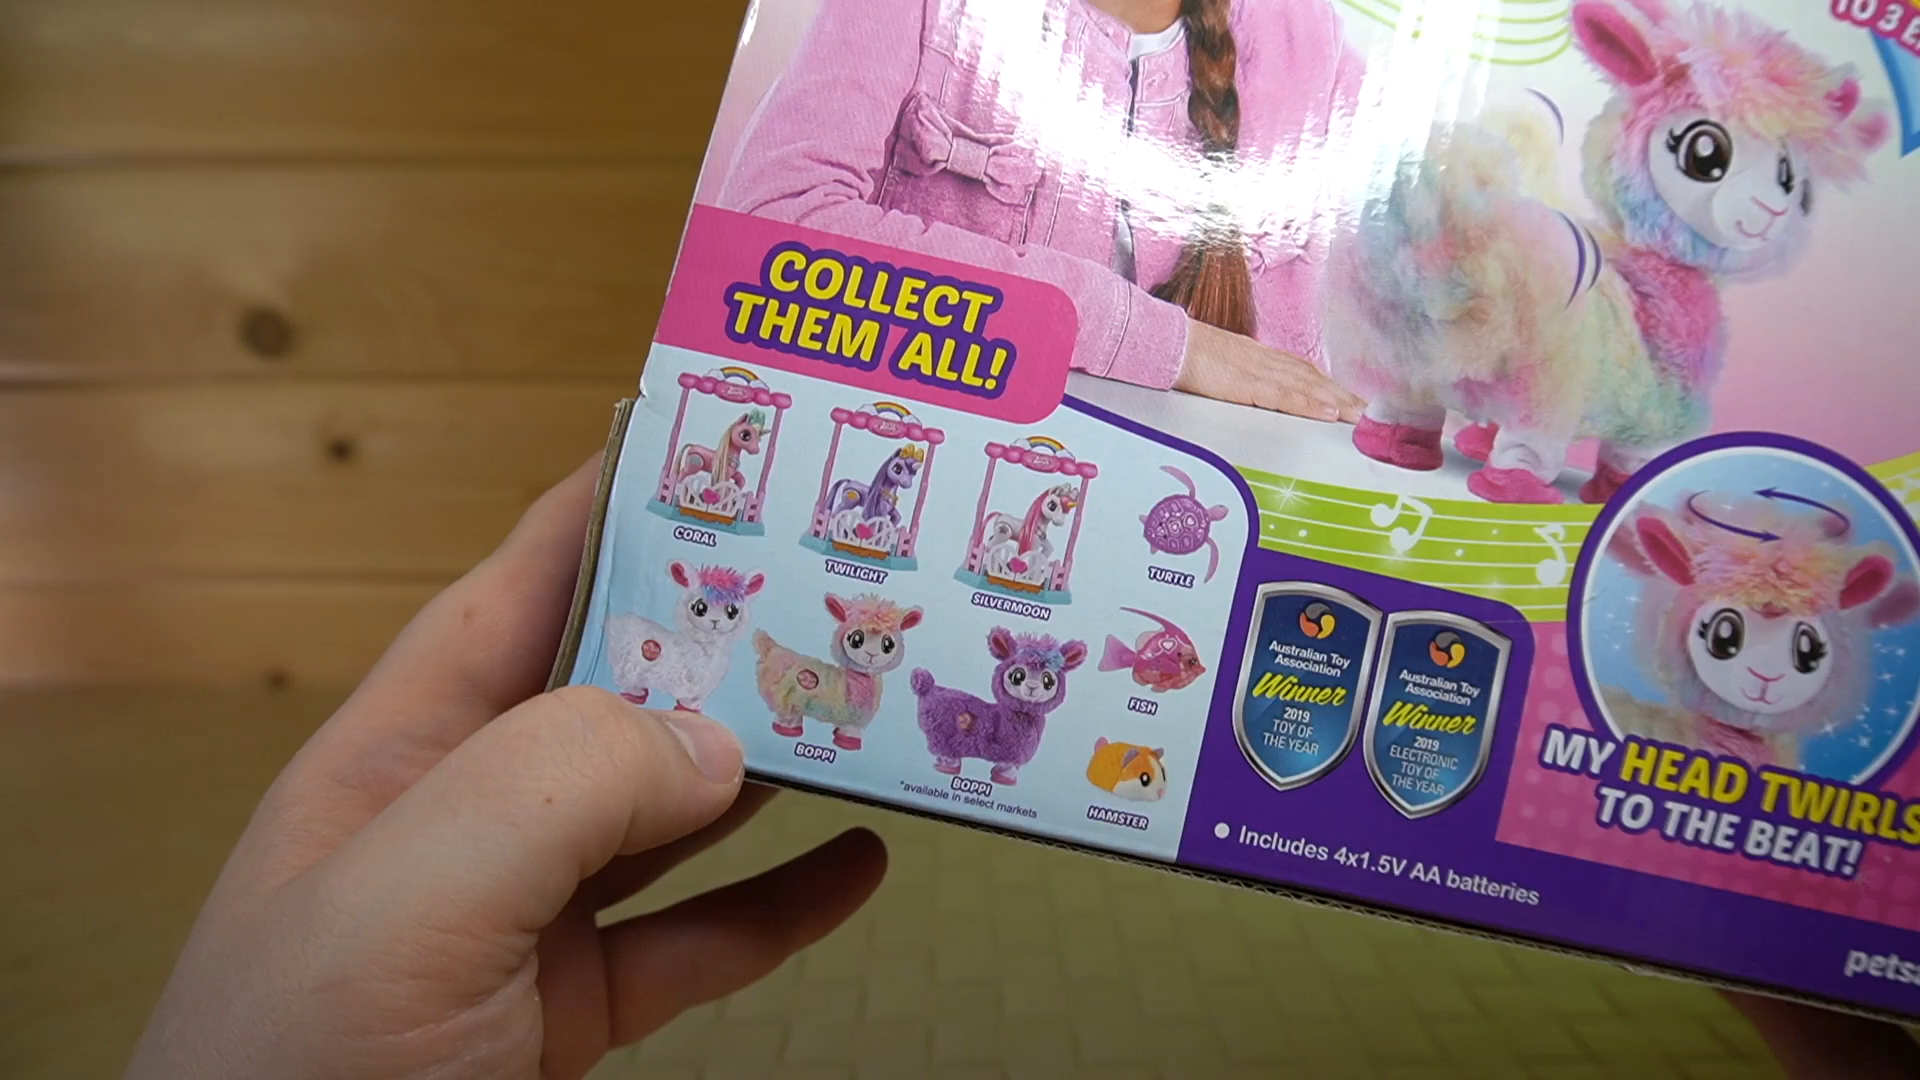 TO 3
COLLECT
THEM ALL!
CORAL
TWILIGHT
SILVERMOON
TURTLE
BOPPI
BOPPI
*available in select markets
FISH
HAMSTER
Australian Toy
Association
Winner
2019
TOY OF
THE YEAR
Australian Toy
Association
Winner
2019
ELECTRONIC
TOY OF
THE YEAR
MY HEAD TWIRLS
TO THE BEAT!
• Includes 4x1.5V AA batteries